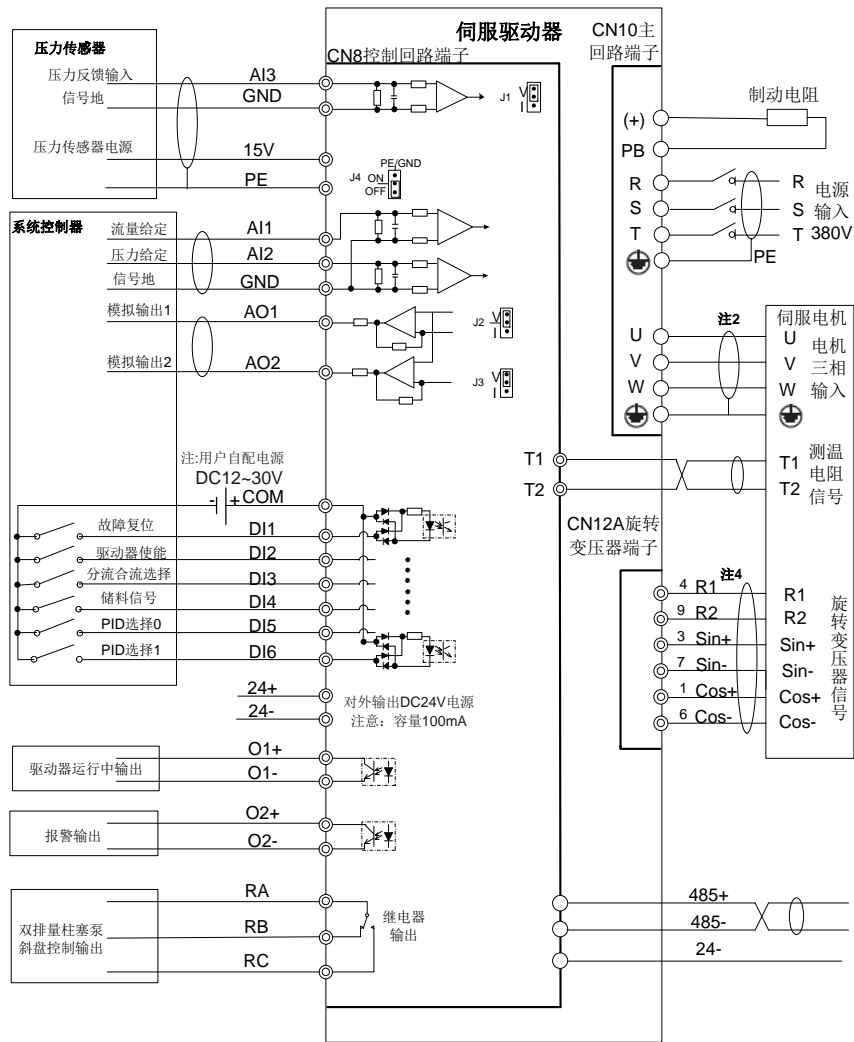 伺服驱动器
CN8控制回路端子
CN10主
回路端子
压力传感器
压力反馈输入
信号地
压力传感器电源
AI3
GND
15V
PE
J1
V
I
PE/GND
J4
ON
OFF
系统控制器
流量给定
压力给定
信号地
模拟输出1
模拟输出2
AI1
AI2
GND
AO1
AO2
J2
V
I
J3
V
I
注:用户自配电源
DC12~30V
- + COM
故障复位
驱动器使能
分流合流选择
储料信号
PID选择0
PID选择1
DI1
DI2
DI3
DI4
DI5
DI6
24+
24-
对外输出DC24V电源
注意：容量100mA
驱动器运行中输出
O1+
O1-
报警输出
O2+
O2-
双排量柱塞泵
斜盘控制输出
RA
RB
RC
继电器
输出
(+)
PB
制动电阻
R
S
T
R
S
T
电源
输入
380V
PE
注2
U
V
W
伺服电机
U
V
W
电机
三相
输入
T1
T2
T1
T2
测温
电阻
信号
CN12A旋转
变压器端子
注4
4 R1
9 R2
3 Sin+
7 Sin-
1 Cos+
6 Cos-
R1
R2
Sin+
Sin-
Cos+
Cos-
旋转变压器信号
485+
485-
24-